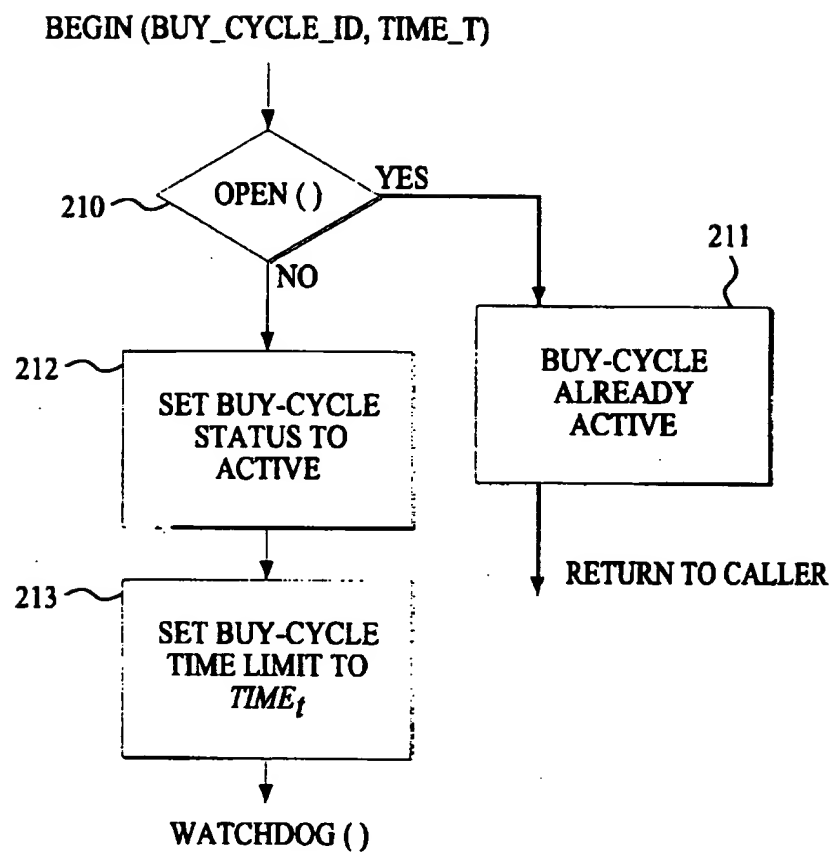 BEGIN (BUY_CYCLE_ID, TIME_T)
OPEN ( )
YES
210
NO
211
BUY-CYCLE
ALREADY
ACTIVE
212
SET BUY-CYCLE
STATUS TO
ACTIVE
RETURN TO CALLER
213
SET BUY-CYCLE
TIME LIMIT TO
TIMEt
WATCHDOG ( )